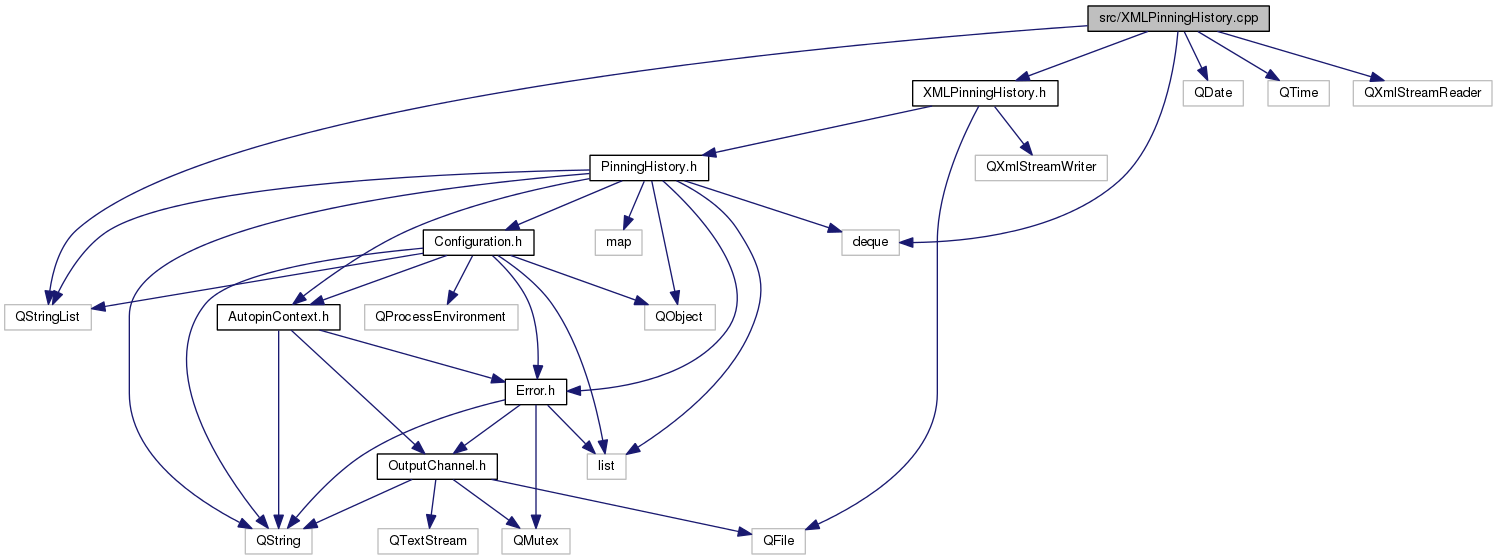 src/XMLPinningHistory.cpp
XMLPinningHistory.h
QDate
QTime
QXmlStreamReader
PinningHistory.h
QXmlStreamWriter
Configuration.h
map
deque
QStringList
AutopinContext.h
QProcessEnvironment
QObject
Error.h
OutputChannel.h
list
QString
QTextStream
QMutex
QFile